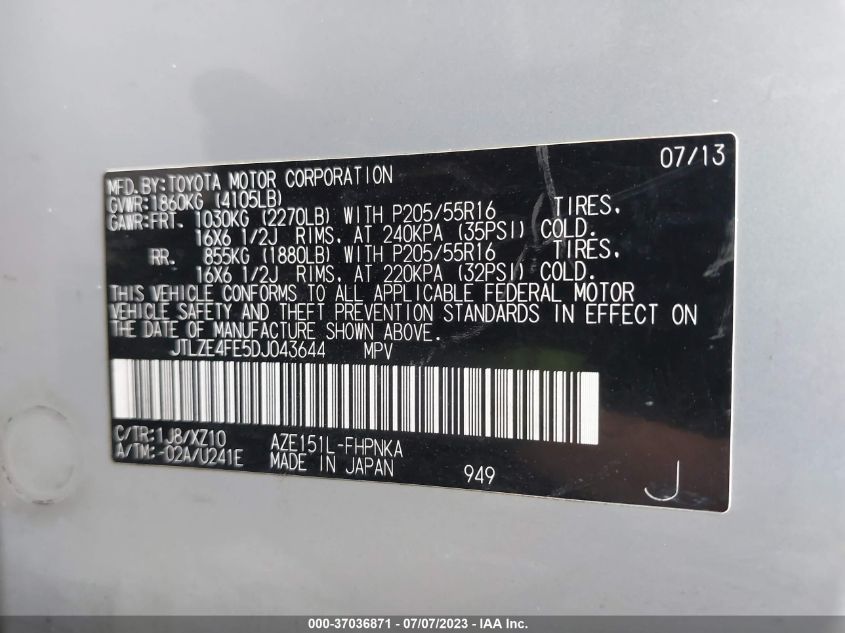 07/13
MFD. BY: TOYOTA MOTOR CORPORATION
GVWR: 1860KG (4105LB)
GAWR: FRT. 1030KG (2270LB) WITH P205/55R16 TIRES,
16X6 1/2J RIMS, AT 240KPA (35PSI) COLD.
RR. 855KG (1880LB) WITH P205/55R16 TIRES,
16X6 1/2J RIMS, AT 220KPA (32PSI) COLD.
THIS VEHICLE CONFORMS TO ALL APPLICABLE FEDERAL MOTOR
VEHICLE SAFETY AND THEFT PREVENTION STANDARDS IN EFFECT ON
THE DATE OF MANUFACTURE SHOWN ABOVE.
JTLZE4FE5DJ043644 MPV
C/TR: 1J8/XZ10 AZE151L-FHPNKA
A/TM: -02A/U241E MADE IN JAPAN 949 J
000-37036871 - 07/07/2023 - IAA Inc.